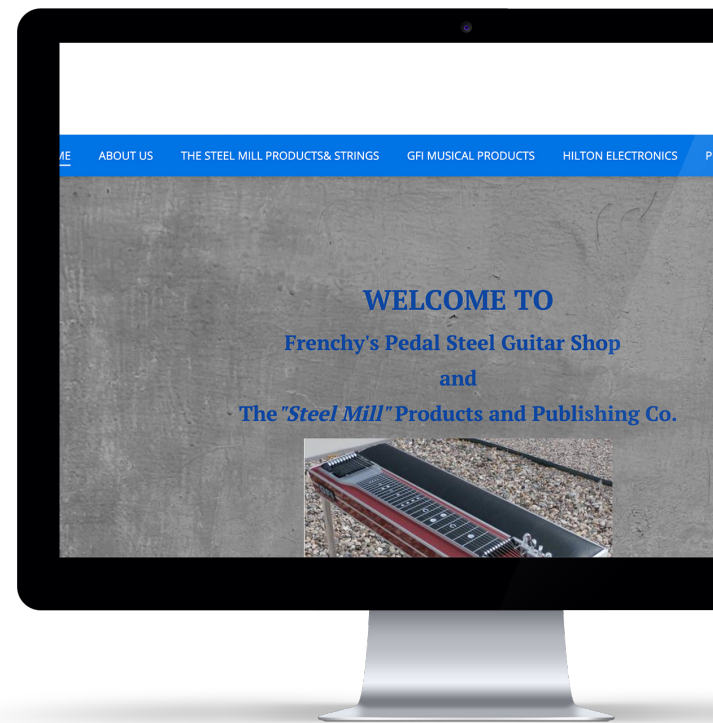 ME ABOUT US THE STEEL MILL PRODUCTS& STRINGS GFI MUSICAL PRODUCTS HILTON ELECTRONICS P
WELCOME TO
Frenchy's Pedal Steel Guitar Shop
and
The "Steel Mill" Products and Publishing Co.